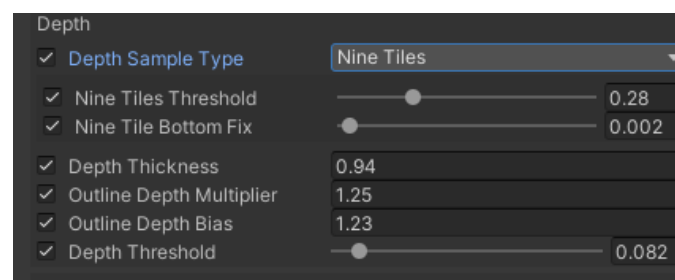 Depth
Depth Sample Type Nine Tiles
Nine Tiles Threshold 0.28
Nine Tile Bottom Fix 0.002
Depth Thickness 0.94
Outline Depth Multiplier 1.25
Outline Depth Bias 1.23
Depth Threshold 0.082